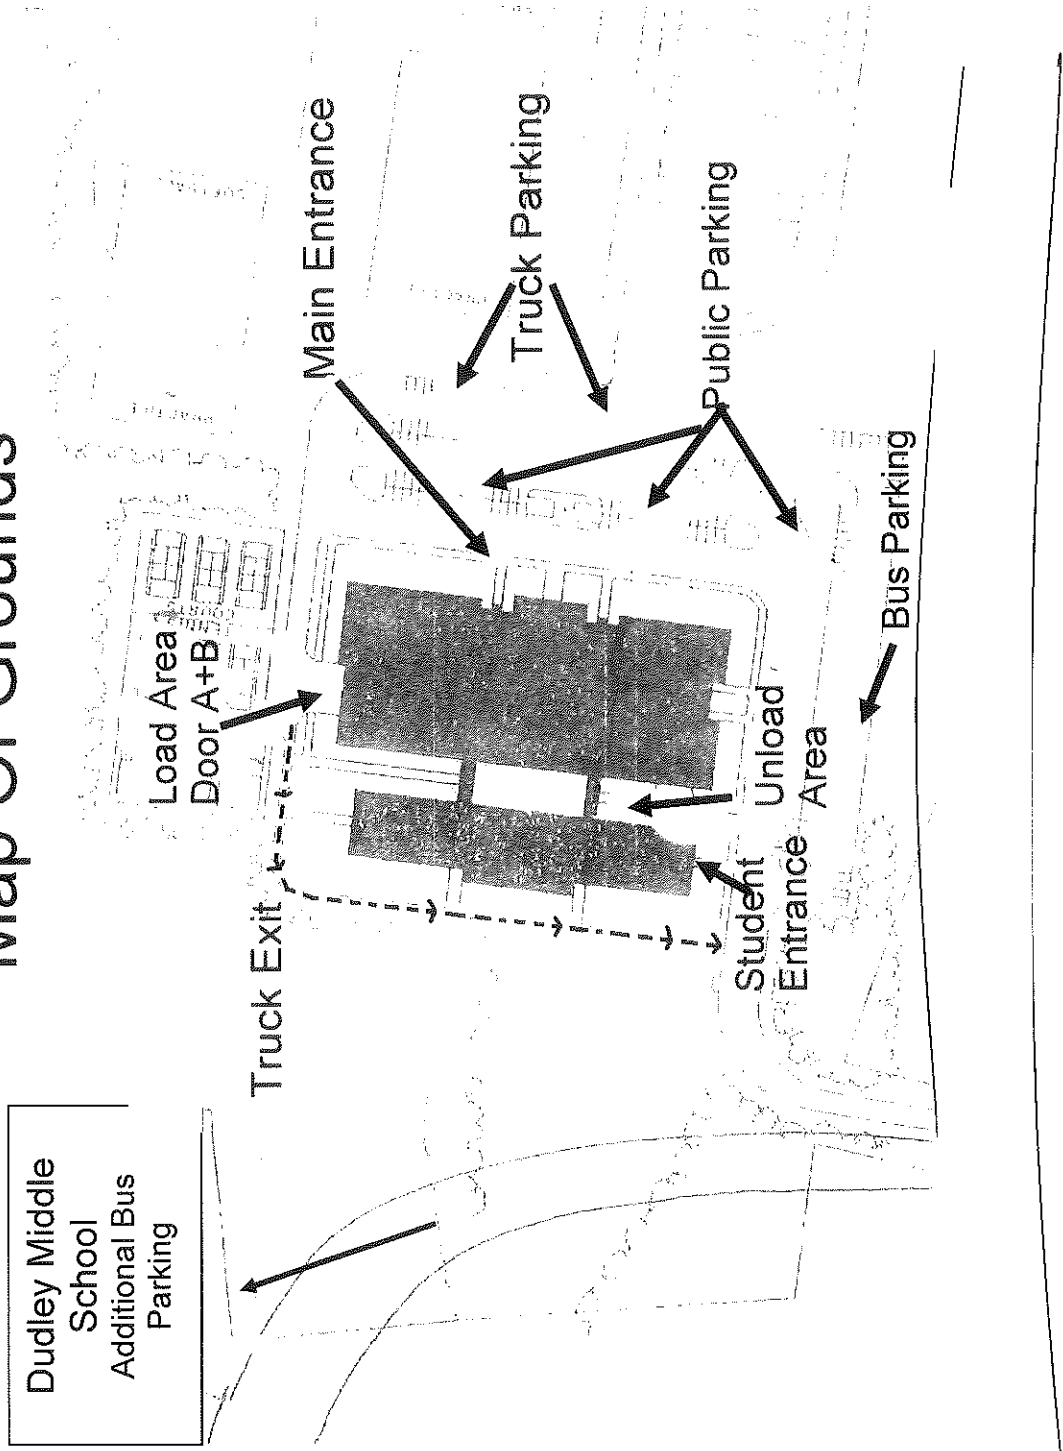 Map Of Grounds
Dudley Middle
School
Additional Bus
Parking
Truck Exit
Load Area
Door A+B
Main Entrance
Truck Parking
Public Parking
Bus Parking
Unload
Area
Student
Entrance